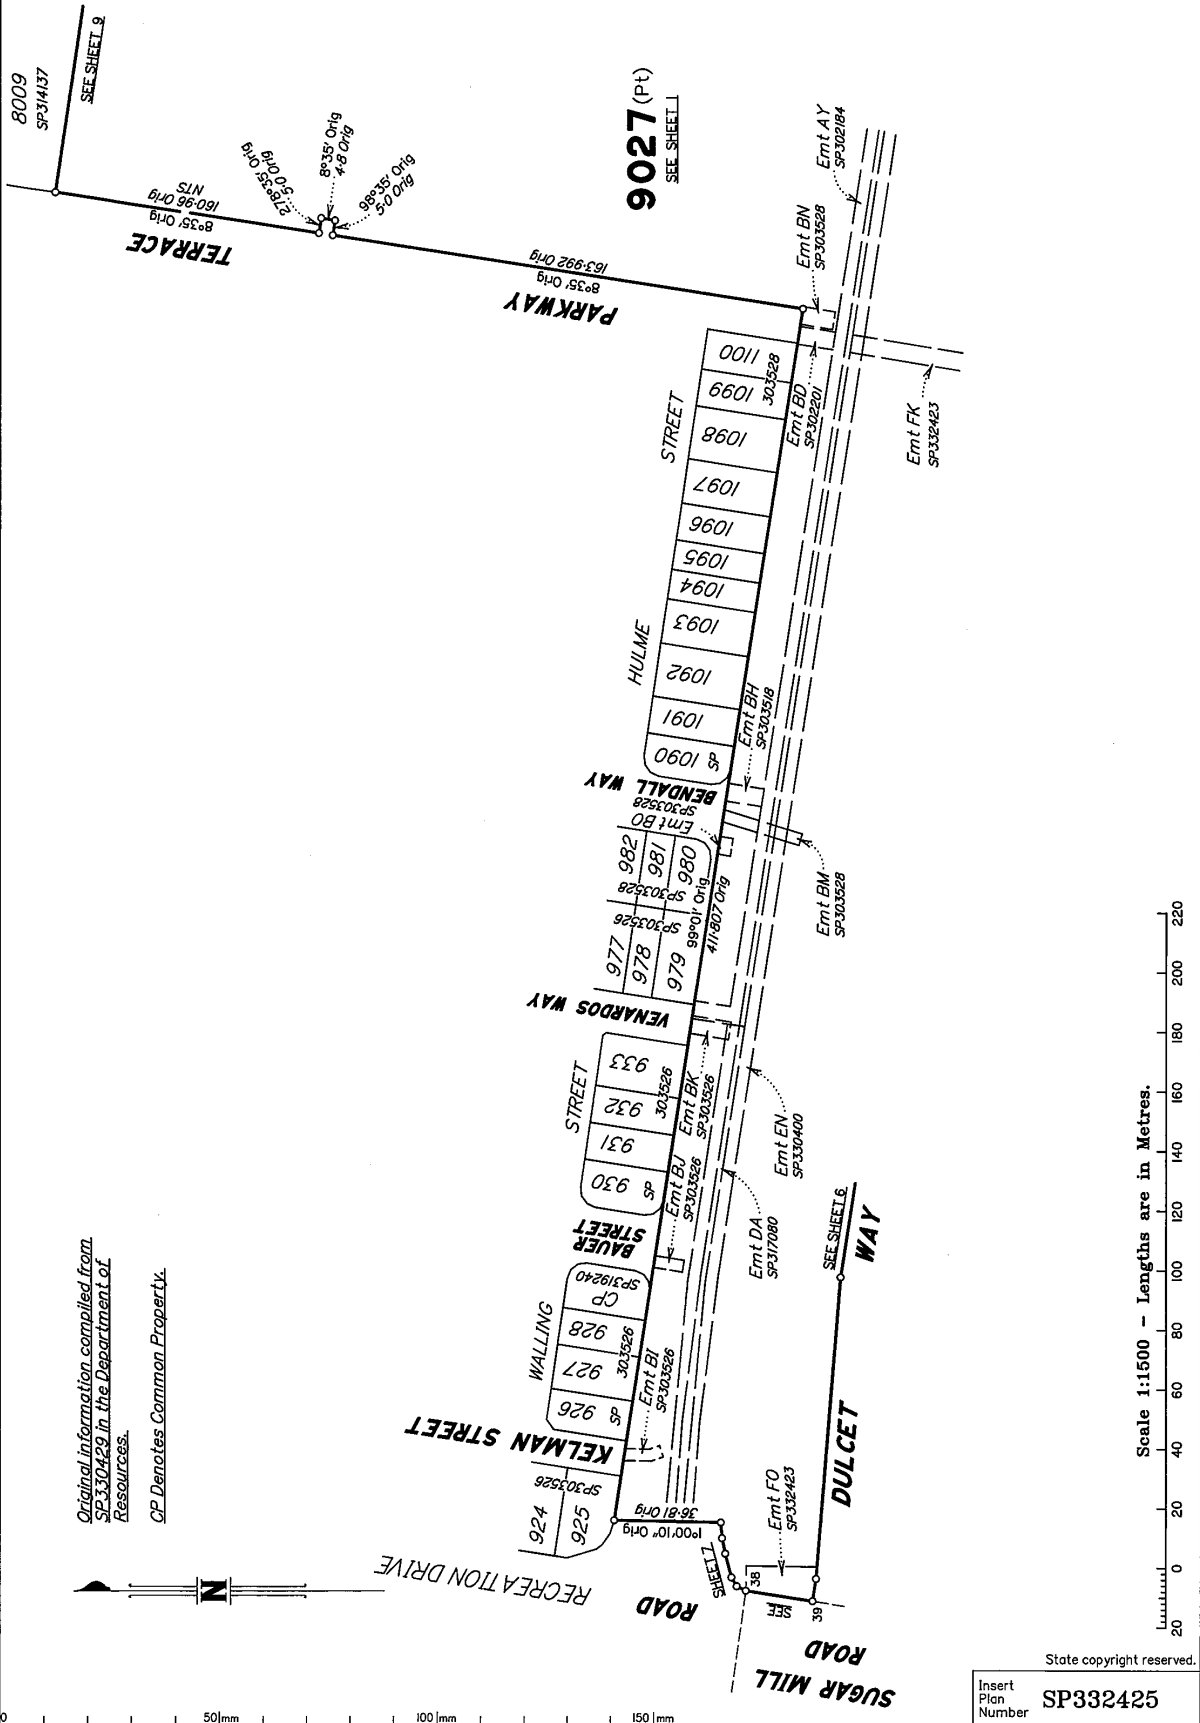 8009
SP314137
SEE SHEET 9
8°35' Orig
160·96 Orig
NTS
TERRACE
278°35' Orig
5·0 Orig
8°35' Orig
4·8 Orig
98°35' Orig
5·0 Orig
8°35' Orig
163·992 Orig
PARKWAY
9027 (Pt)
SEE SHEET 1
Emt AY
SP302184
Emt BN
SP303528
Emt BD
SP302201
Emt FK
SP332423
HULME STREET
1100
1099
1098
1097
1096
1095
1094
1093
1092
1091
1090
SP 303528
Emt BH
SP303518
BENDALL WAY
Emt BO
SP303528
982
981
980
SP303528
977
978
979
SP303526
99°01' Orig
411·807 Orig
Emt BM
SP303528
VENARDOS WAY
WALLING STREET
933
932
931
930
SP 303526
Emt BK
SP303526
Emt BJ
SP303526
Emt EN
SP330400
Emt DA
SP317080
BAUER
STREET
CP
SP319240
928
927
926
SP 303526
Emt BI
SP303526
KELMAN STREET
924
925
SP303526
RECREATION DRIVE
ROAD
1°00'10" Orig
36·81 Orig
SEE SHEET 7
38
39
Emt FO
SP332423
DULCET WAY
SEE SHEET 6
SUGAR MILL
ROAD
Original information compiled from
SP330429 in the Department of
Resources.
CP Denotes Common Property.
N
Scale 1:1500 – Lengths are in Metres.
20 0 20 40 60 80 100 120 140 160 180 200 220
State copyright reserved.
Insert
Plan
Number
SP332425
0 50mm 100mm 150mm